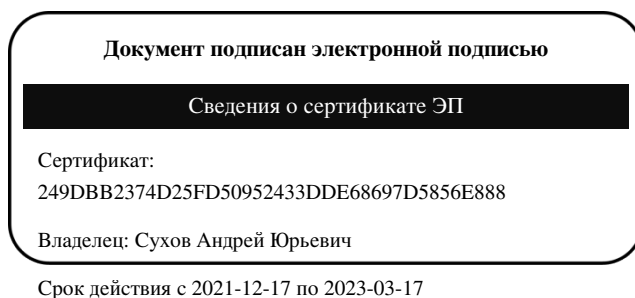 Документ подписан электронной подписью
Сведения о сертификате ЭП
Сертификат:
249DBB2374D25FD50952433DDE68697D5856E888
Владелец: Сухов Андрей Юрьевич
Срок действия с 2021-12-17 по 2023-03-17